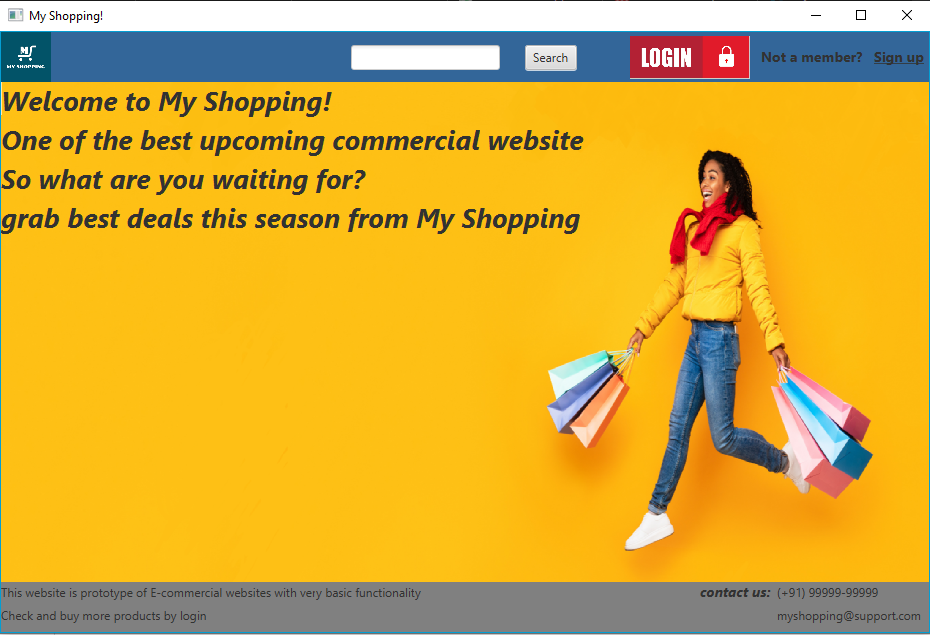 My Shopping!
MS
MY SHOPPING
Search
LOGIN
Not a member? Sign up
Welcome to My Shopping!
One of the best upcoming commercial website
So what are you waiting for?
grab best deals this season from My Shopping
This website is prototype of E-commercial websites with very basic functionality
contact us: (+91) 99999-99999
Check and buy more products by login
myshopping@support.com